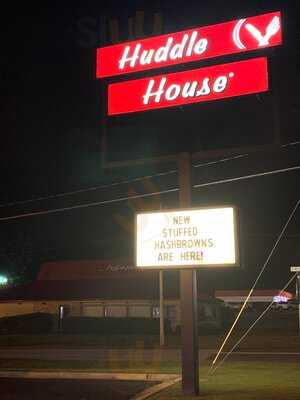 Huddle
House
NEW
STUFFED
HASHBROWNS
ARE HERE!